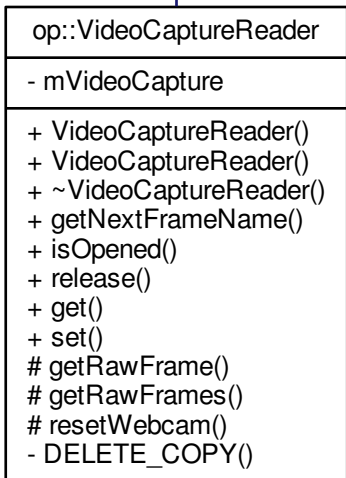 op::VideoCaptureReader
- mVideoCapture
+ VideoCaptureReader()
+ VideoCaptureReader()
+ ~VideoCaptureReader()
+ getNextFrameName()
+ isOpened()
+ release()
+ get()
+ set()
# getRawFrame()
# getRawFrames()
# resetWebcam()
- DELETE_COPY()